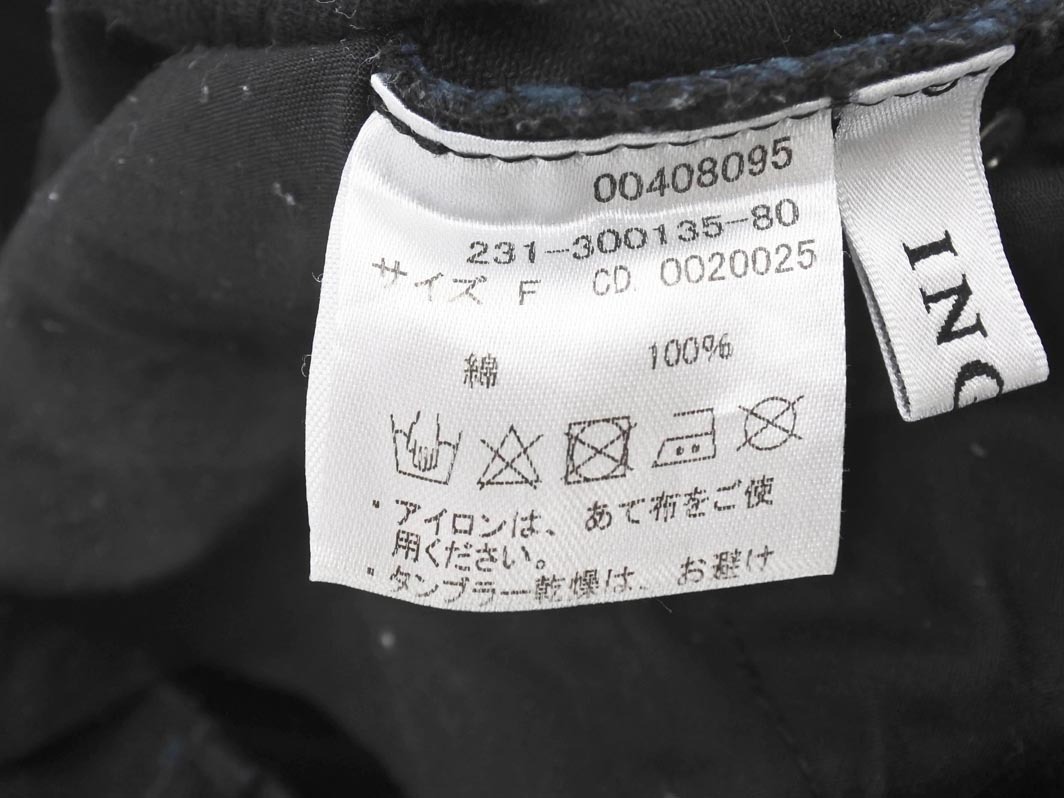 00408095
231-300135-80
サイズ F CD. 0020025
綿 100%
・アイロンは、あて布をご使
用ください。
・タンブラー乾燥は、お避け
ING